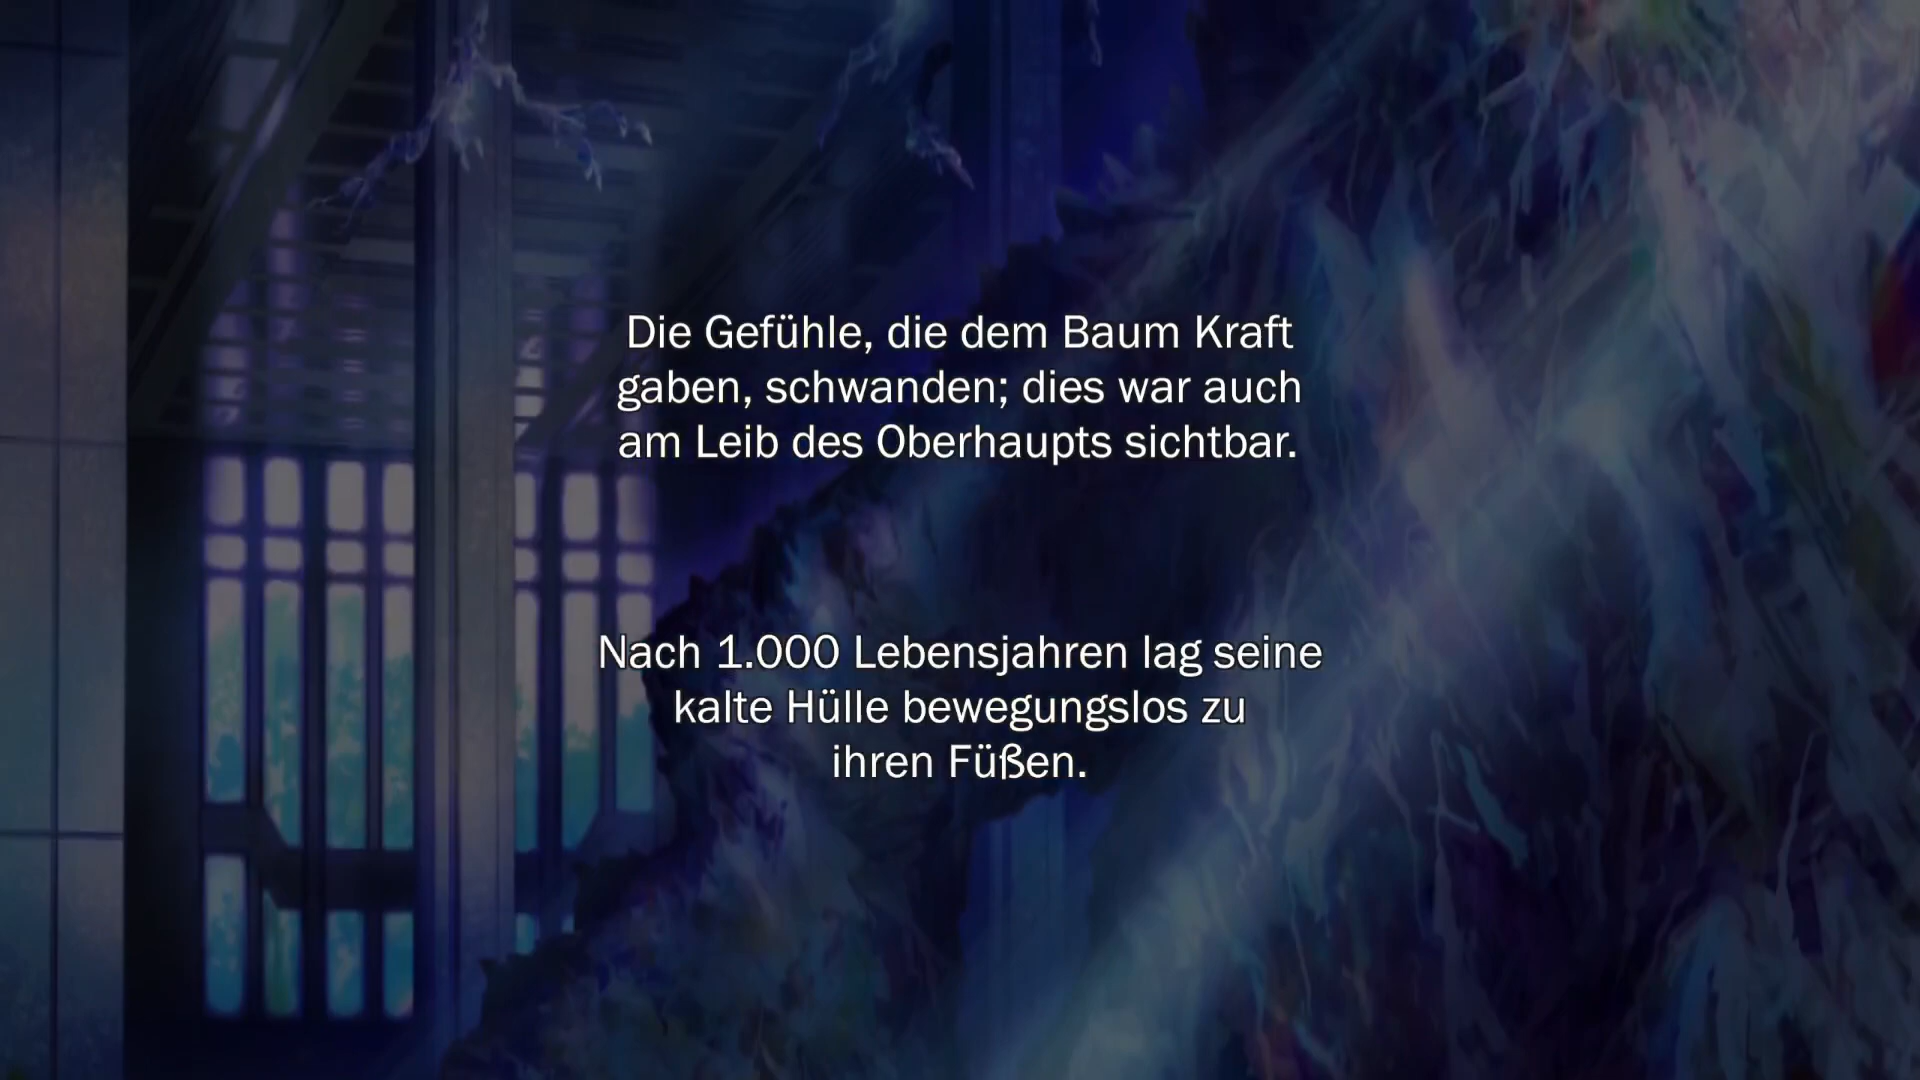 Die Gefühle, die dem Baum Kraft
gaben, schwanden; dies war auch
am Leib des Oberhaupts sichtbar.
Nach 1.000 Lebensjahren lag seine
kalte Hülle bewegungslos zu
ihren Füßen.